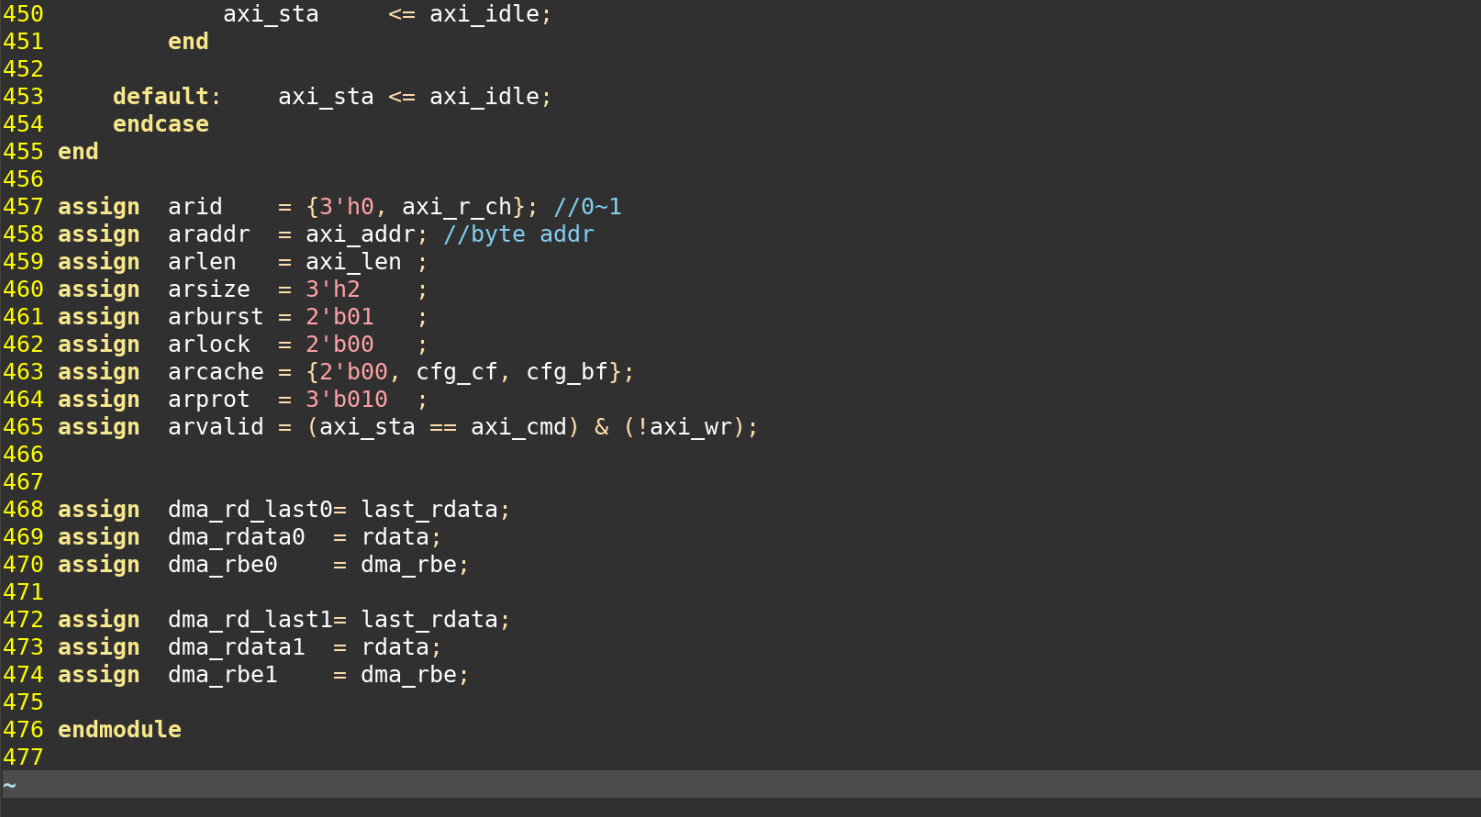 450             axi_sta     <= axi_idle;
451         end
452
453     default:    axi_sta <= axi_idle;
454     endcase
455 end
456
457 assign  arid    = {3'h0, axi_r_ch}; //0~1
458 assign  araddr  = axi_addr; //byte addr
459 assign  arlen   = axi_len ;
460 assign  arsize  = 3'h2    ;
461 assign  arburst = 2'b01   ;
462 assign  arlock  = 2'b00   ;
463 assign  arcache = {2'b00, cfg_cf, cfg_bf};
464 assign  arprot  = 3'b010  ;
465 assign  arvalid = (axi_sta == axi_cmd) & (!axi_wr);
466
467
468 assign  dma_rd_last0= last_rdata;
469 assign  dma_rdata0  = rdata;
470 assign  dma_rbe0    = dma_rbe;
471
472 assign  dma_rd_last1= last_rdata;
473 assign  dma_rdata1  = rdata;
474 assign  dma_rbe1    = dma_rbe;
475
476 endmodule
477
~